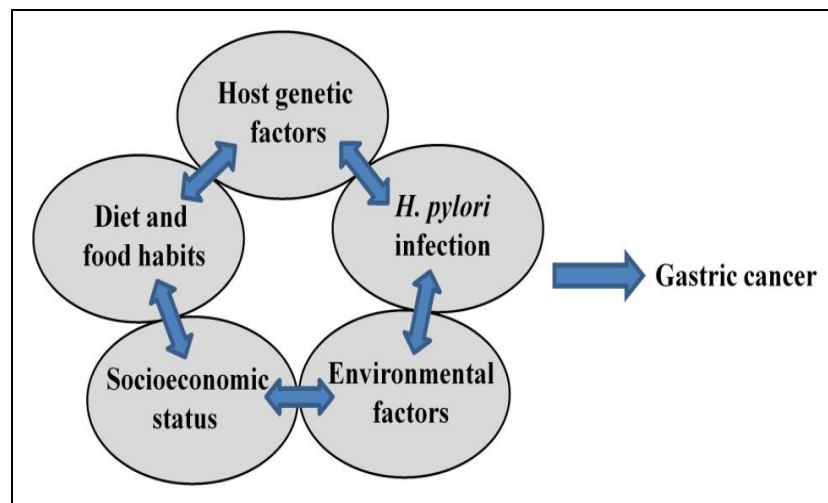 Host genetic
factors
Diet and
food habits
H. pylori
infection
Gastric cancer
Socioeconomic
status
Environmental
factors